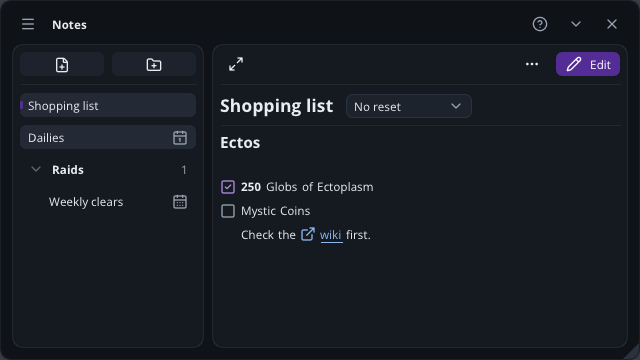 Notes
Edit
Shopping list
Dailies
Raids 1
Weekly clears
Shopping list No reset
Ectos
250 Globs of Ectoplasm
Mystic Coins
Check the wiki first.